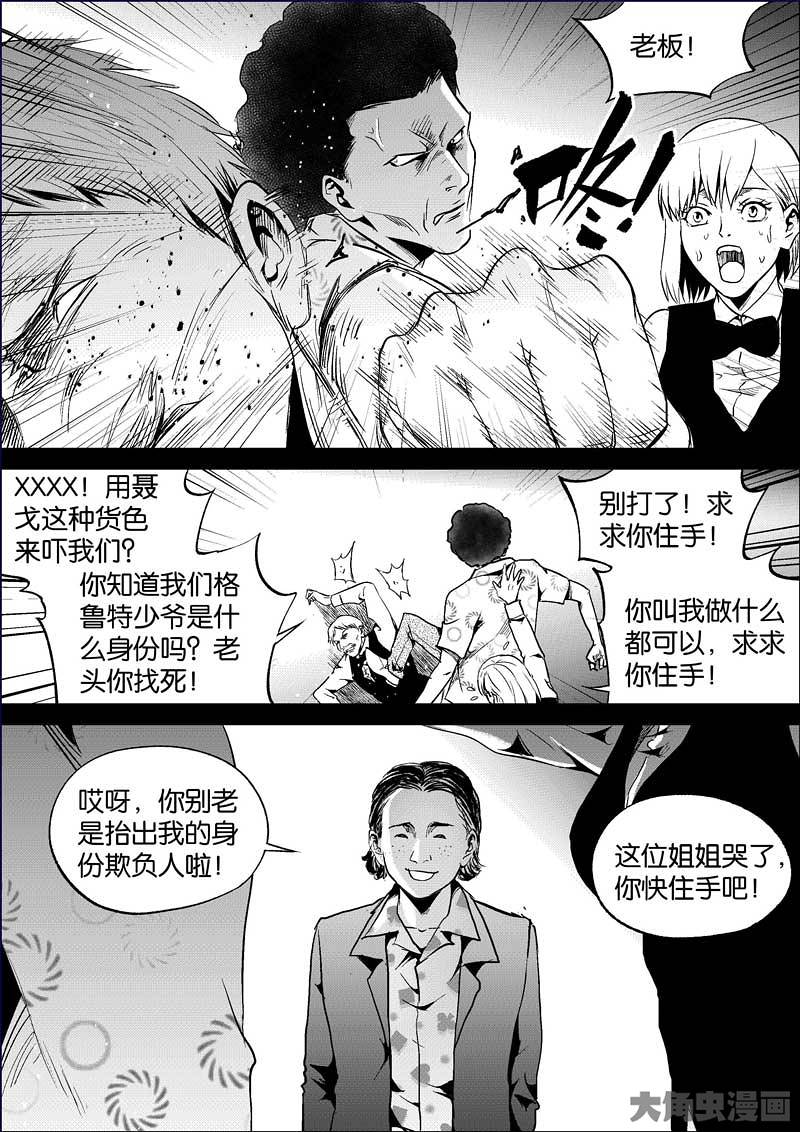 老板！
咚！
XXXX！用聂
戈这种货色
来吓我们？
你知道我们格
鲁特少爷是什
么身份吗？老
头你找死！
别打了！求
求你住手！
你叫我做什么
都可以，求求
你住手！
哎呀，你别老
是抬出我的身
份欺负人啦！
这位姐姐哭了，
你快住手吧！
大角虫漫画